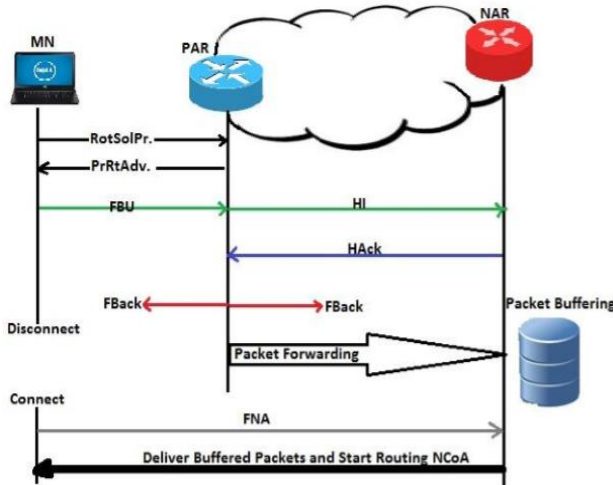 NAR
MN
PAR
RotSolPr.
PrRtAdv.
FBU
HI
HAck
FBack
FBack
Packet Buffering
Disconnect
Packet Forwarding
Connect
FNA
Deliver Buffered Packets and Start Routing NCoA